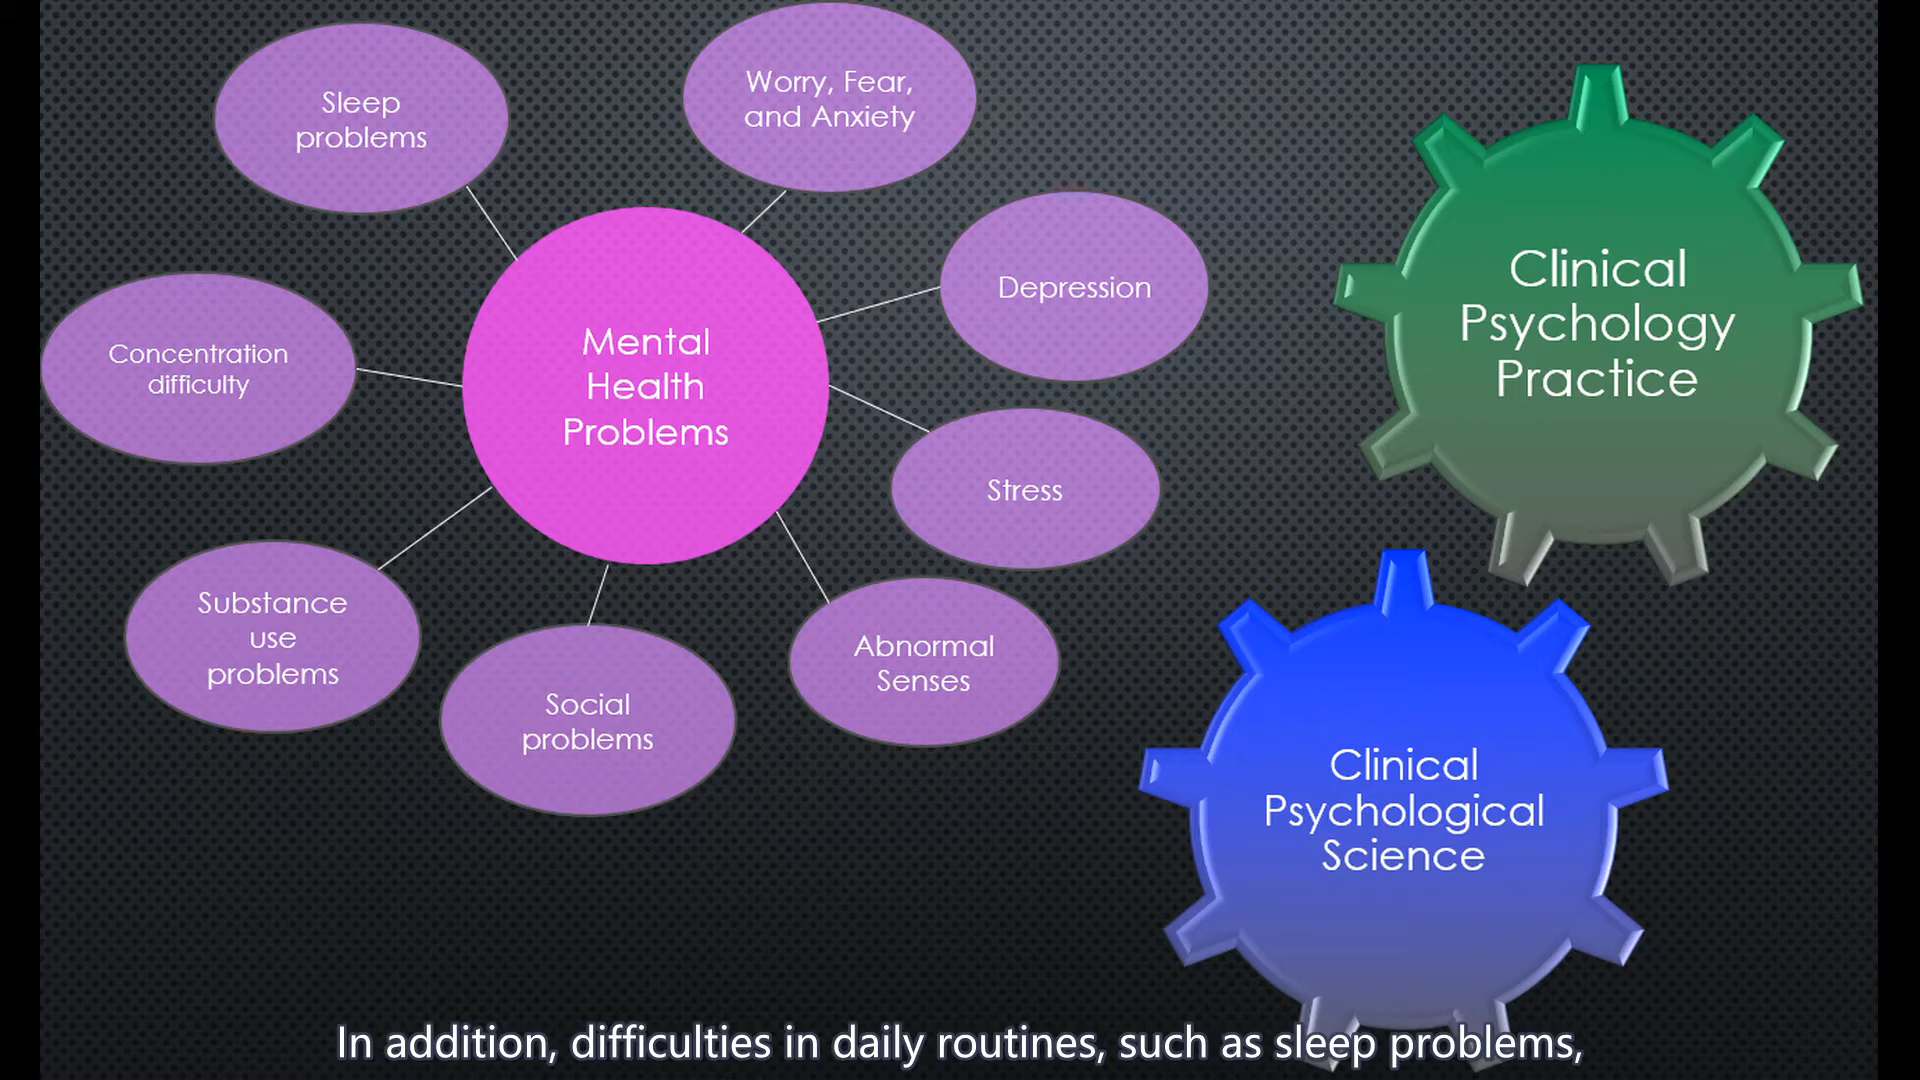 Sleep
problems
Worry, Fear,
and Anxiety
Depression
Concentration
difficulty
Mental
Health
Problems
Stress
Substance
use
problems
Social
problems
Abnormal
Senses
Clinical
Psychology
Practice
Clinical
Psychological
Science
In addition, difficulties in daily routines, such as sleep problems,